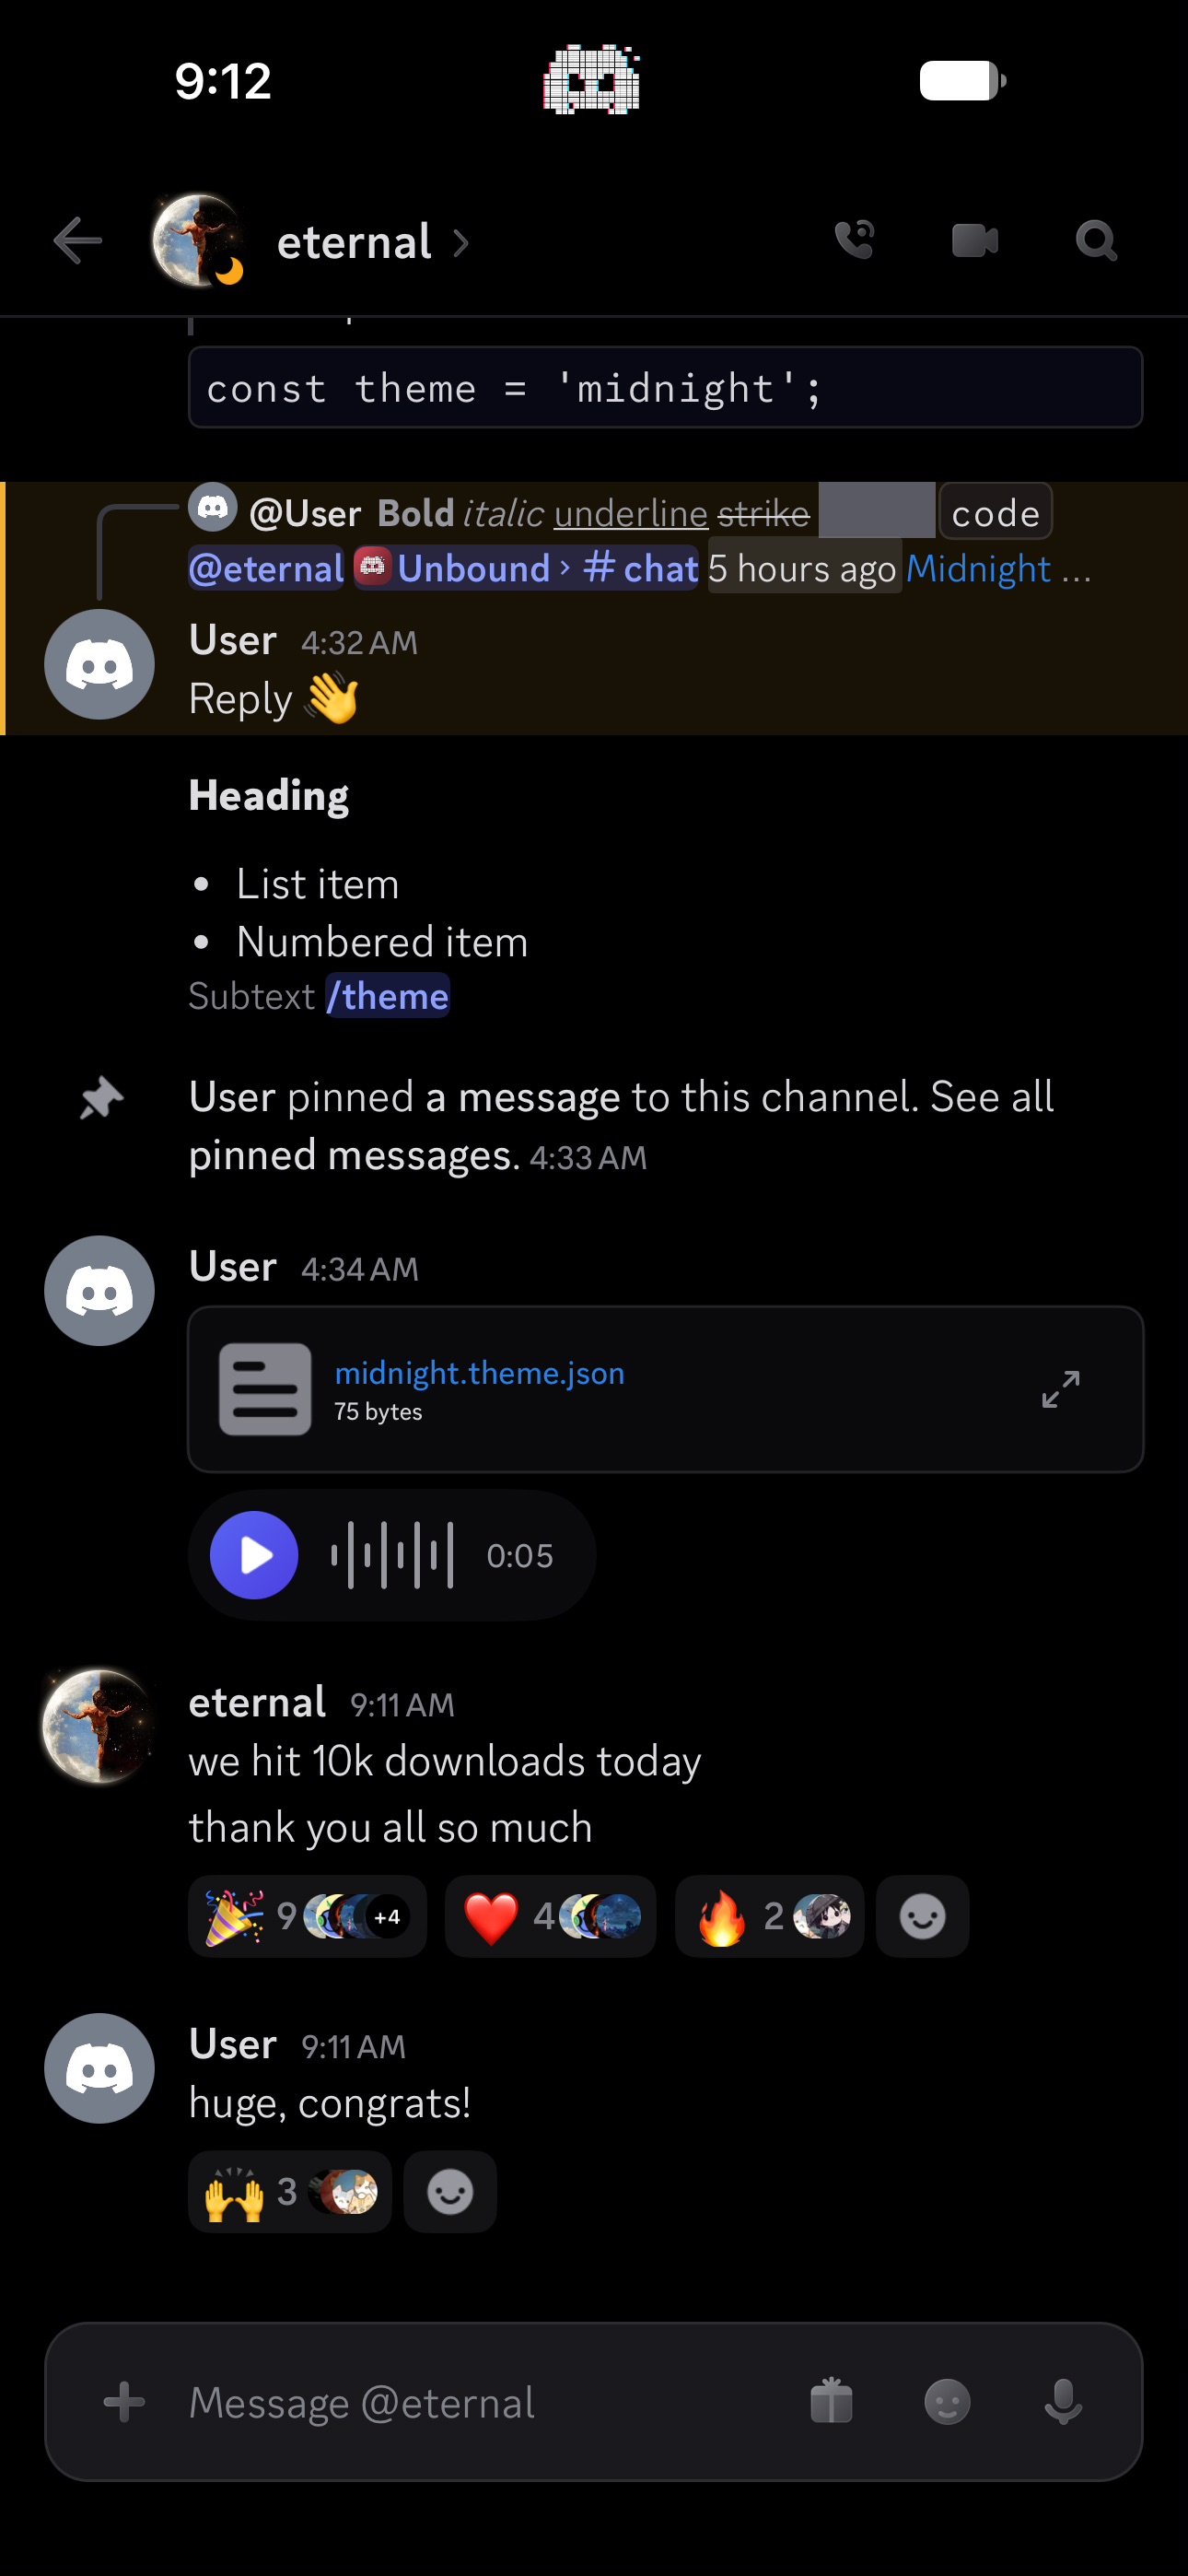 9:12
eternal
const theme = 'midnight';
@User Bold italic underline strike code
@eternal Unbound › # chat 5 hours ago Midnight ...
User 4:32 AM
Reply 👋
Heading
• List item
• Numbered item
Subtext /theme
User pinned a message to this channel. See all
pinned messages. 4:33 AM
User 4:34 AM
midnight.theme.json
75 bytes
0:05
eternal 9:11 AM
we hit 10k downloads today
thank you all so much
🎉 9 +4 ❤️ 4 🔥 2
User 9:11 AM
huge, congrats!
🙌 3
Message @eternal